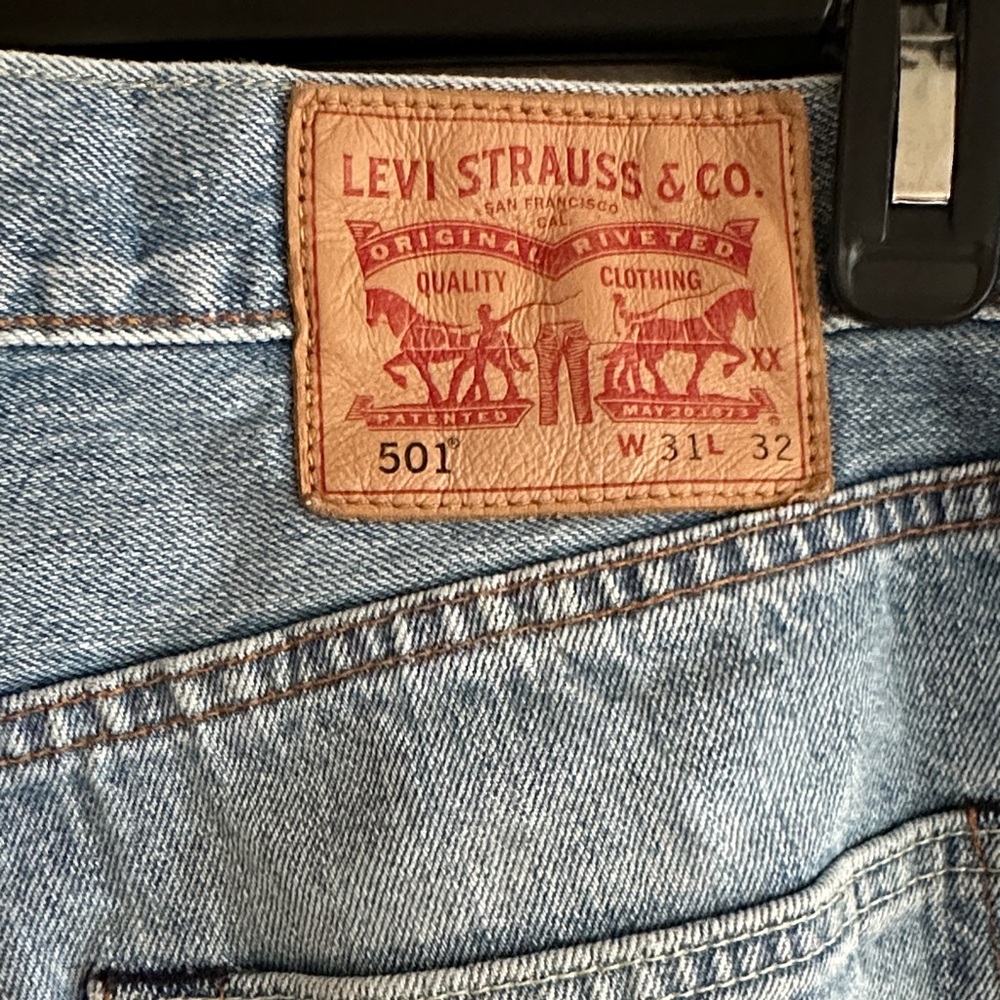 LEVI STRAUSS & CO.
SAN FRANCISCO
CAL
ORIGINAL RIVETED
QUALITY CLOTHING
XX
PATENTED MAY 20 1873
®
501® W 31 L 32